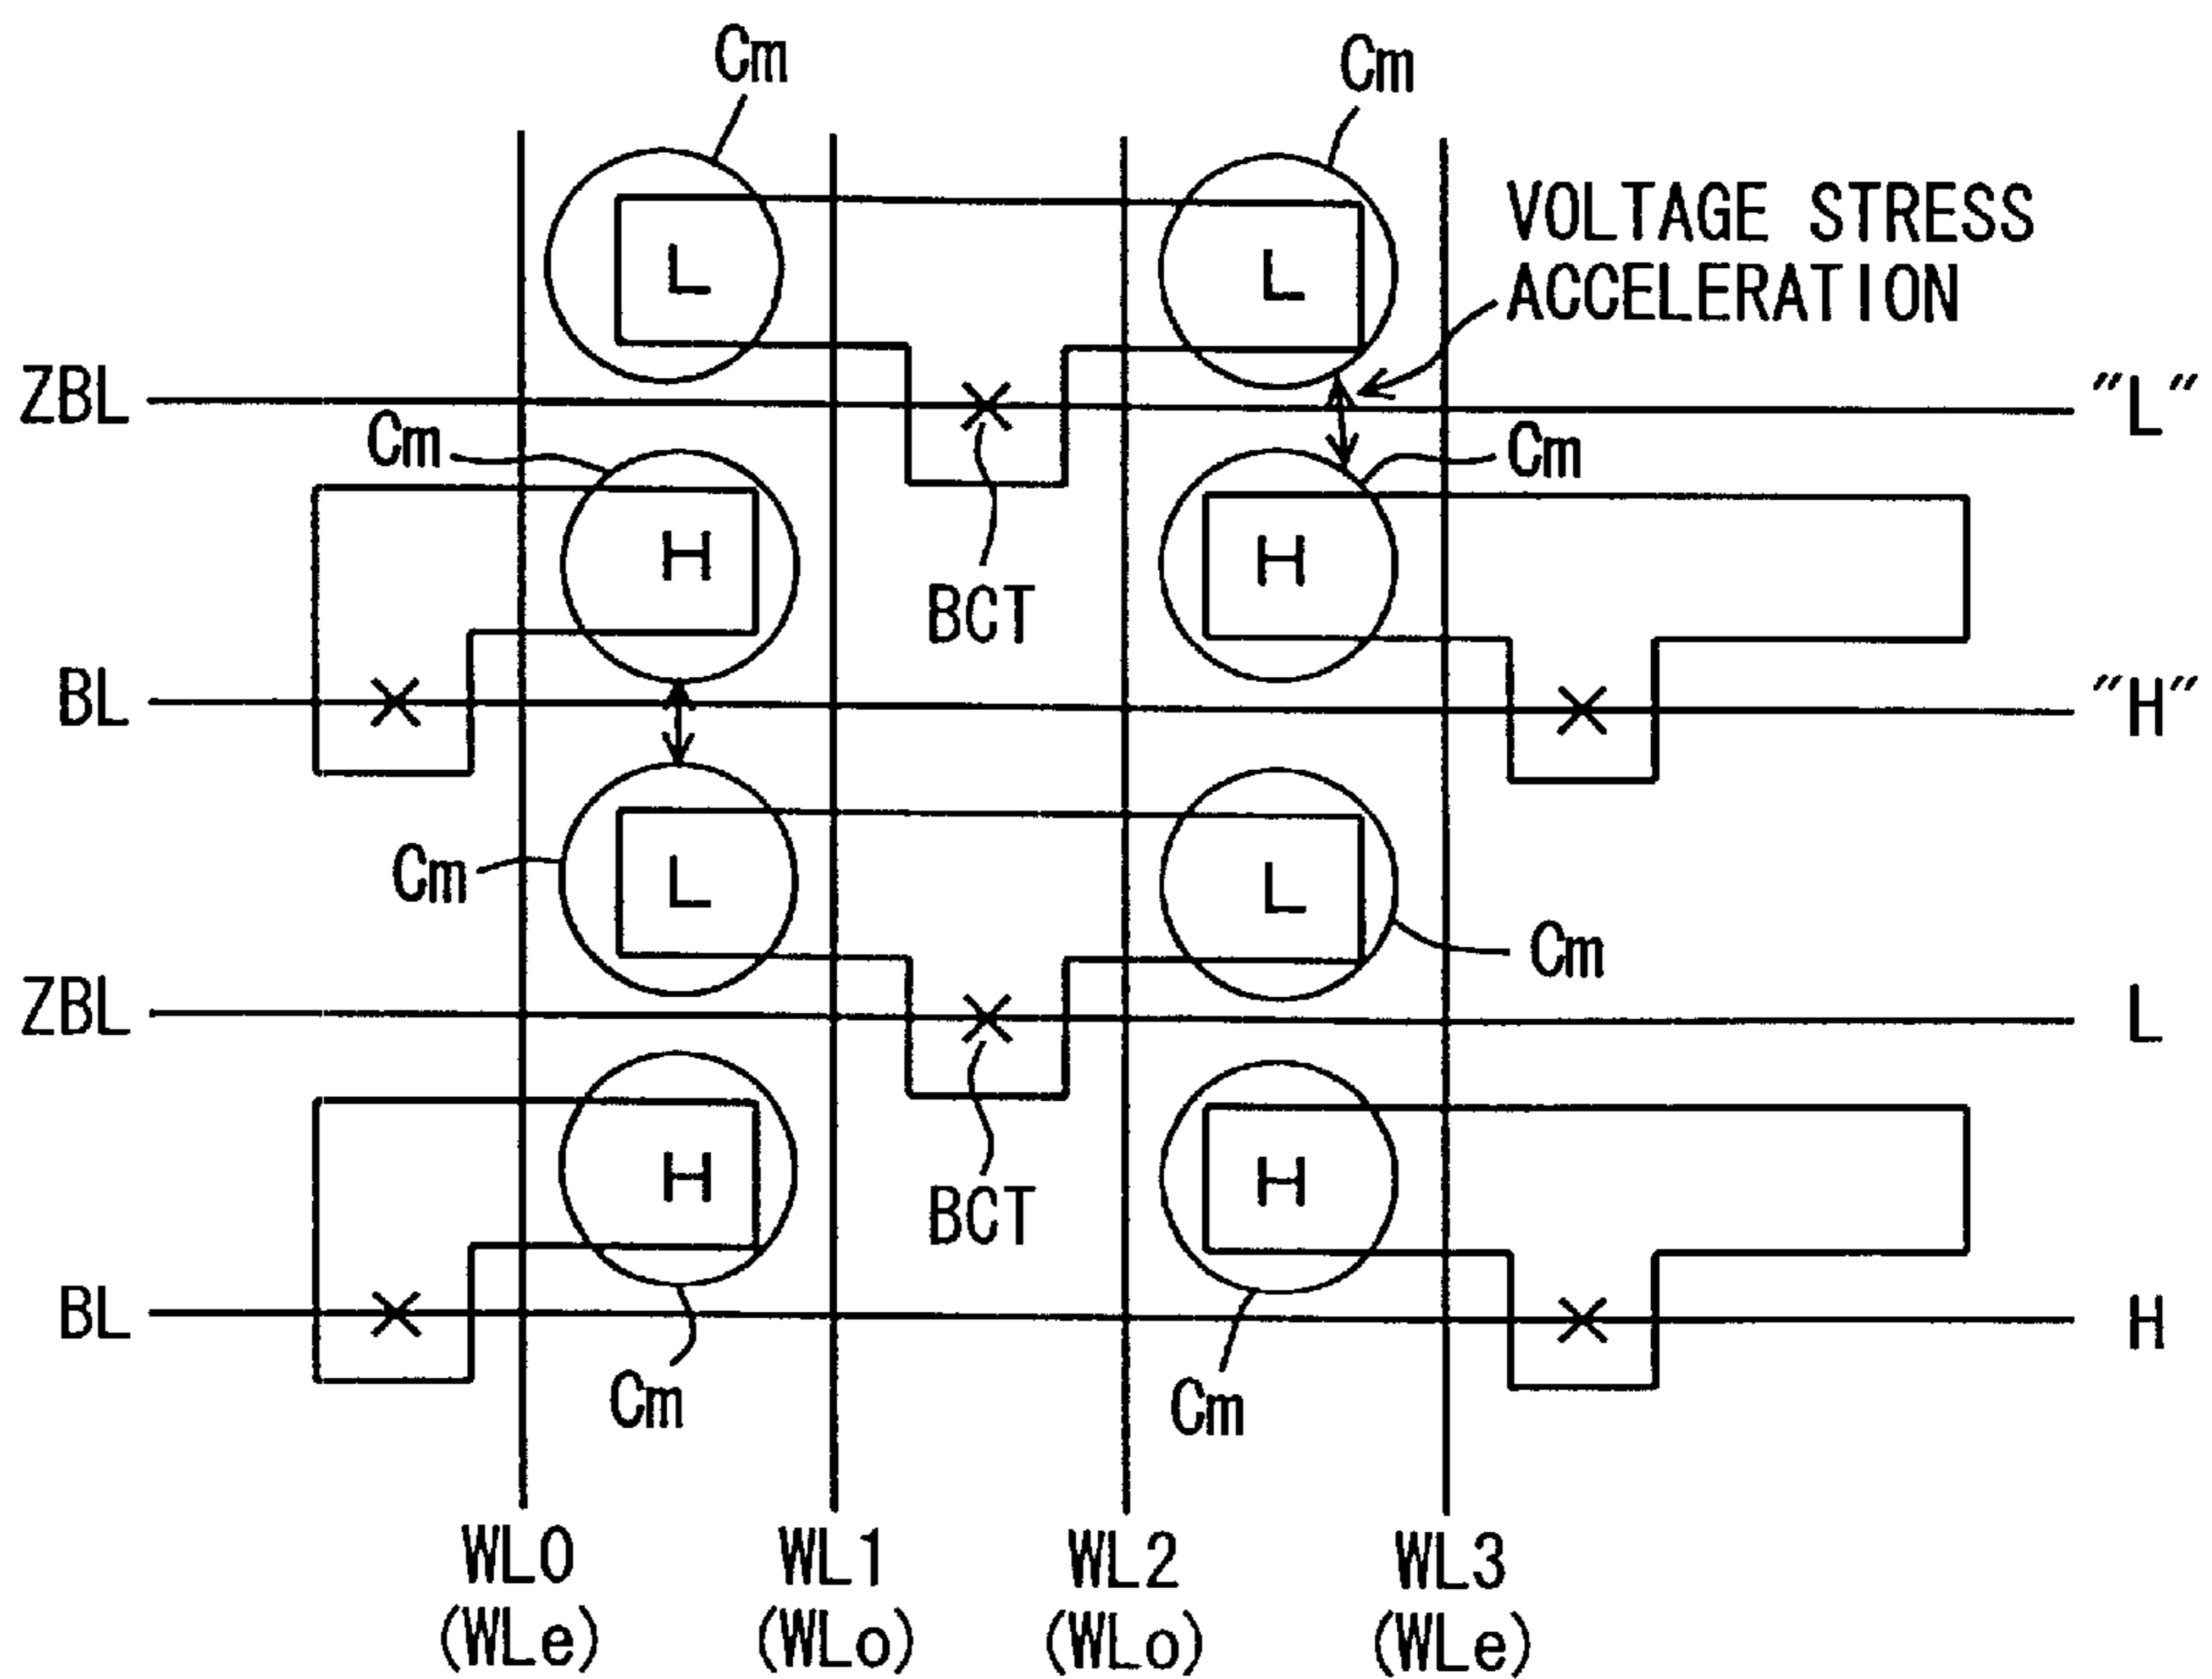 Cm
Cm
VOLTAGE STRESS
ACCELERATION
L
L
ZBL
"L"
Cm
Cm
H
H
BCT
BL
"H"
Cm
L
L
Cm
ZBL
L
H
H
BCT
BL
H
Cm
Cm
WL0
WL1
WL2
WL3
(WLe)
(WLo)
(WLo)
(WLe)